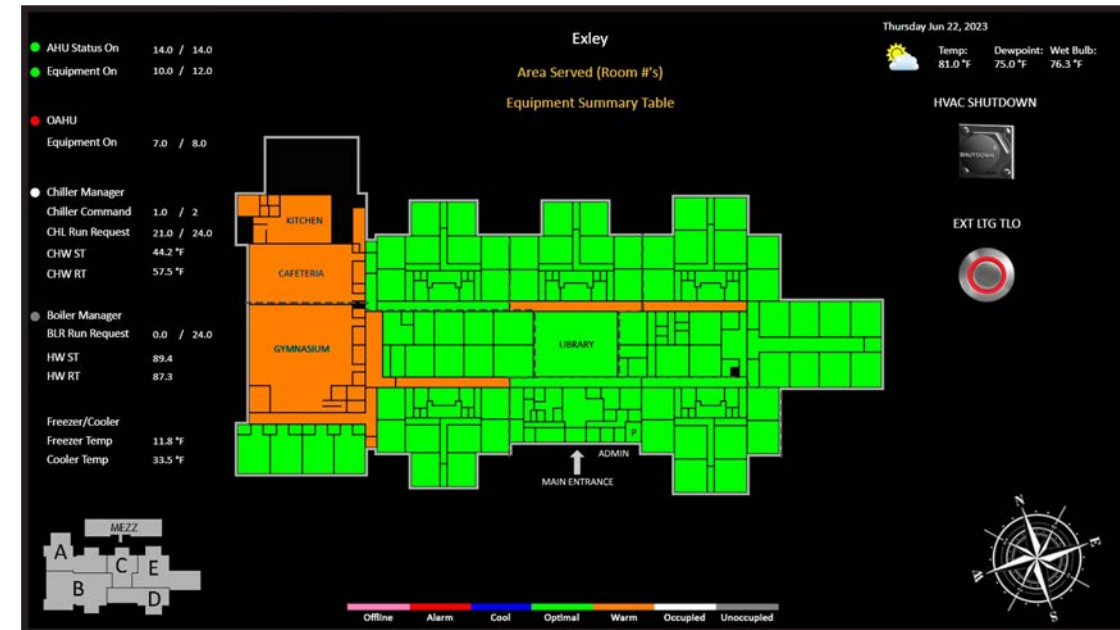 Exley
Area Served (Room #'s)
Equipment Summary Table
Thursday Jun 22, 2023
Temp: Dewpoint: Wet Bulb:
81.0 °F 75.0 °F 76.3 °F
HVAC SHUTDOWN
SHUTDOWN
EXT LTG TLO
AHU Status On 14.0 / 14.0
Equipment On 10.0 / 12.0
OAHU
Equipment On 7.0 / 8.0
Chiller Manager
Chiller Command 1.0 / 2
CHL Run Request 21.0 / 24.0
CHW ST 44.2 °F
CHW RT 57.5 °F
Boiler Manager
BLR Run Request 0.0 / 24.0
HW ST 89.4
HW RT 87.3
Freezer/Cooler
Freezer Temp 11.8 °F
Cooler Temp 33.5 °F
KITCHEN
CAFETERIA
GYMNASIUM
LIBRARY
P
ADMIN
MAIN ENTRANCE
MEZZ
A
C
E
B
D
N
E
W
S
Offline Alarm Cool Optimal Warm Occupied Unoccupied